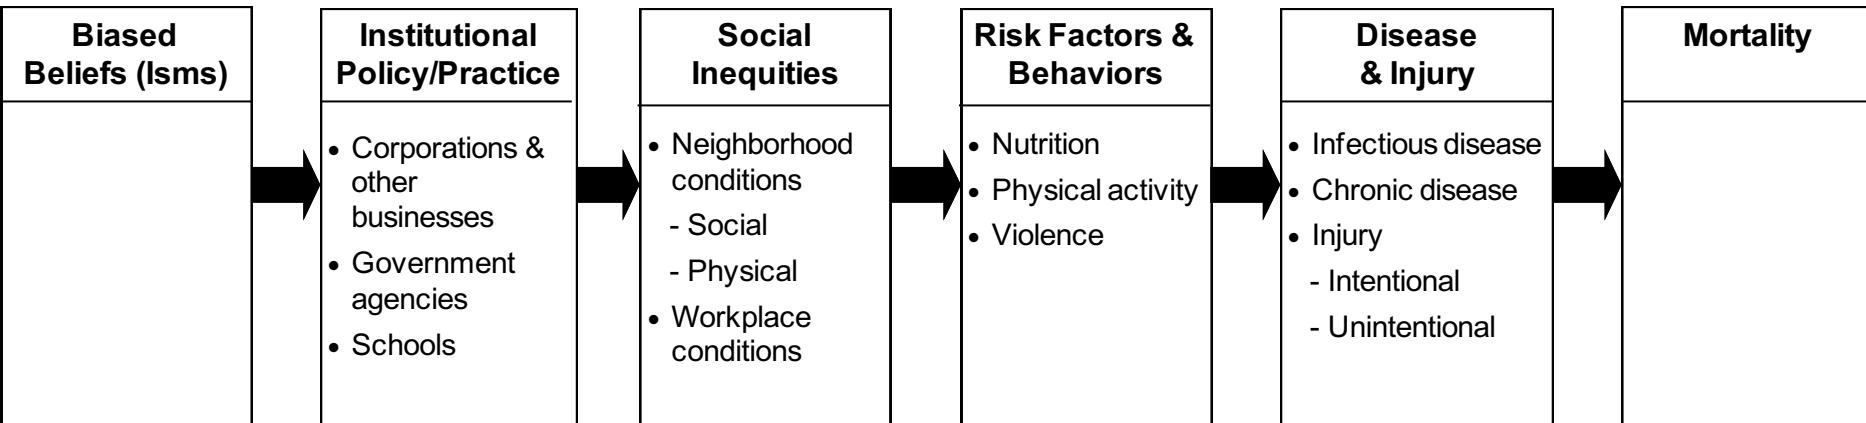 Biased
Beliefs (Isms)
Institutional
Policy/Practice
• Corporations &
other
businesses
• Government
agencies
• Schools
Social
Inequities
• Neighborhood
conditions
- Social
- Physical
• Workplace
conditions
Risk Factors &
Behaviors
• Nutrition
• Physical activity
• Violence
Disease
& Injury
• Infectious disease
• Chronic disease
• Injury
- Intentional
- Unintentional
Mortality